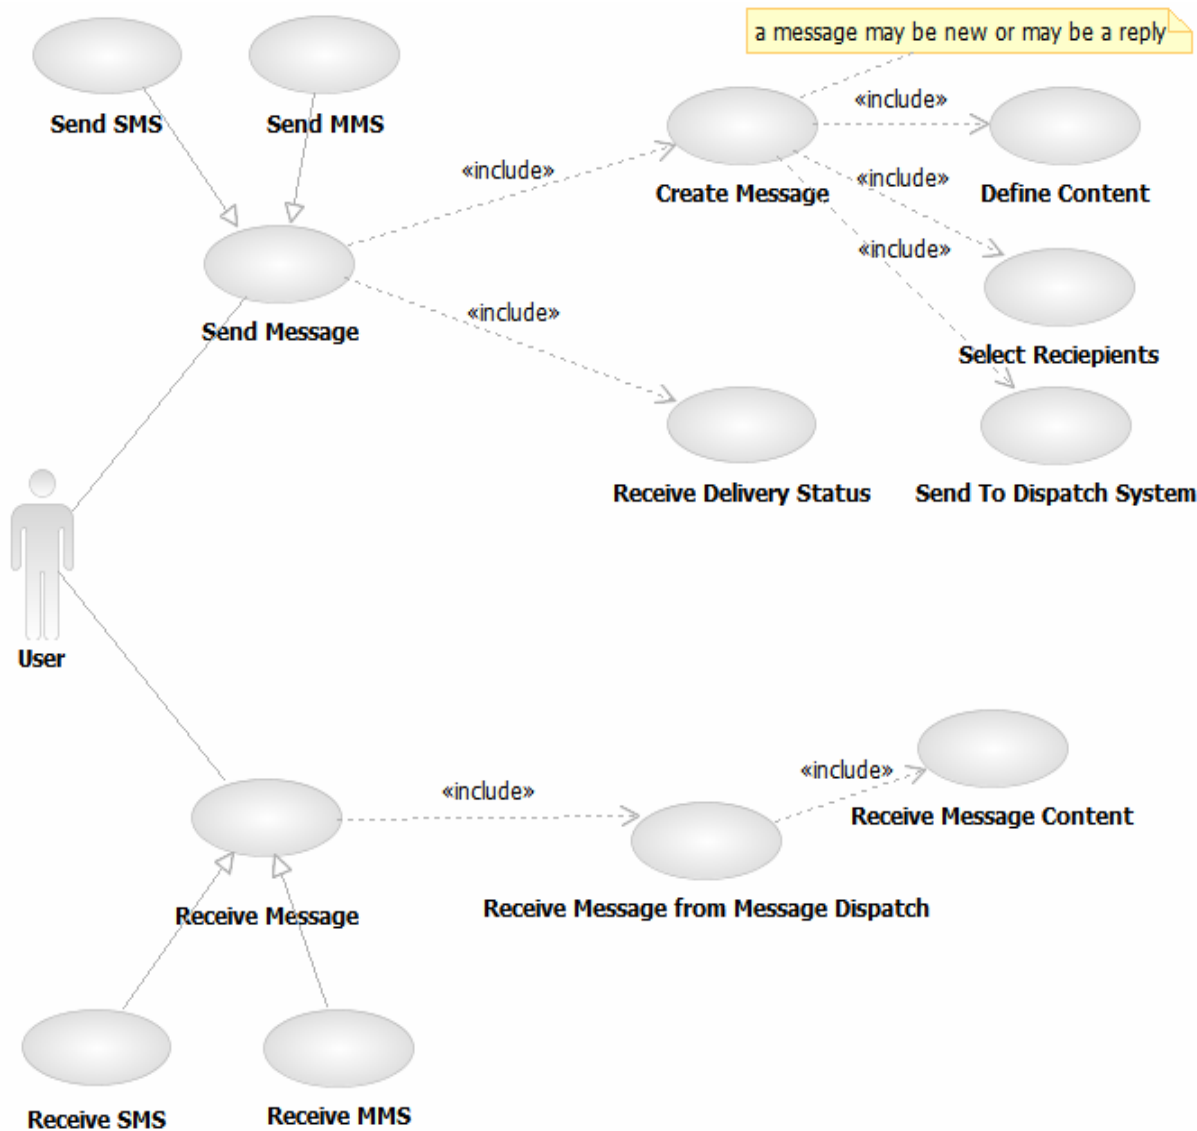 a message may be new or may be a reply
«include»
Send SMS
Send MMS
«include»
«include»
Create Message
Define Content
«include»
«include»
Send Message
Select Reciepients
Receive Delivery Status
Send To Dispatch System
User
«include»
«include»
Receive Message Content
Receive Message
Receive Message from Message Dispatch
Receive SMS
Receive MMS